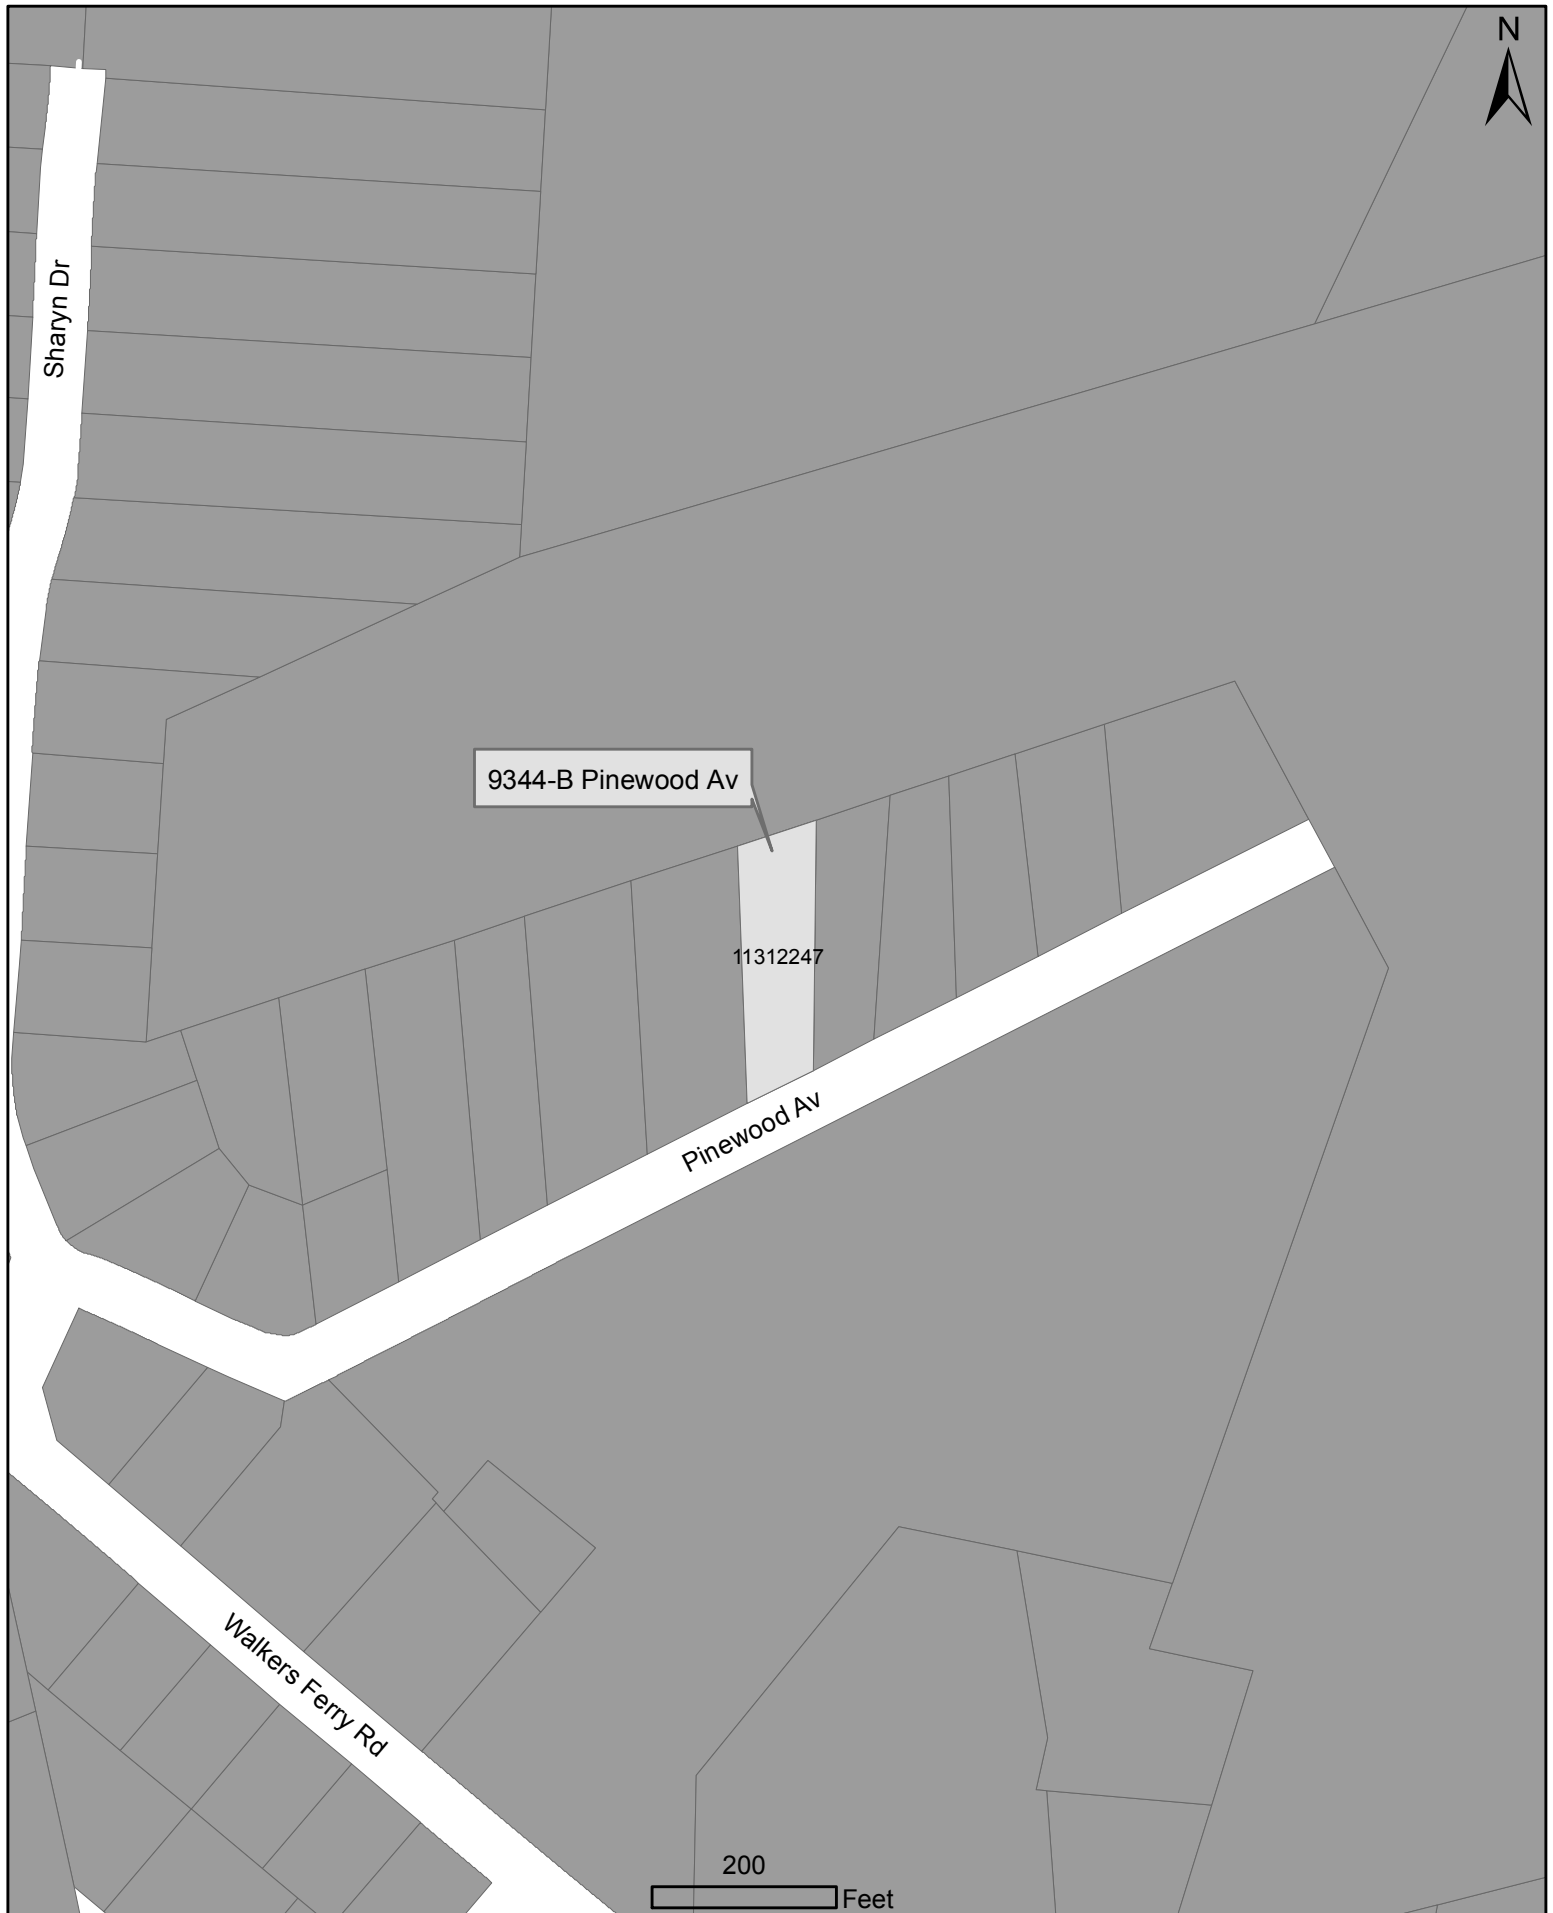 N
Sharyn Dr
9344-B Pinewood Av
11312247
Pinewood Av
Walkers Ferry Rd
200
Feet